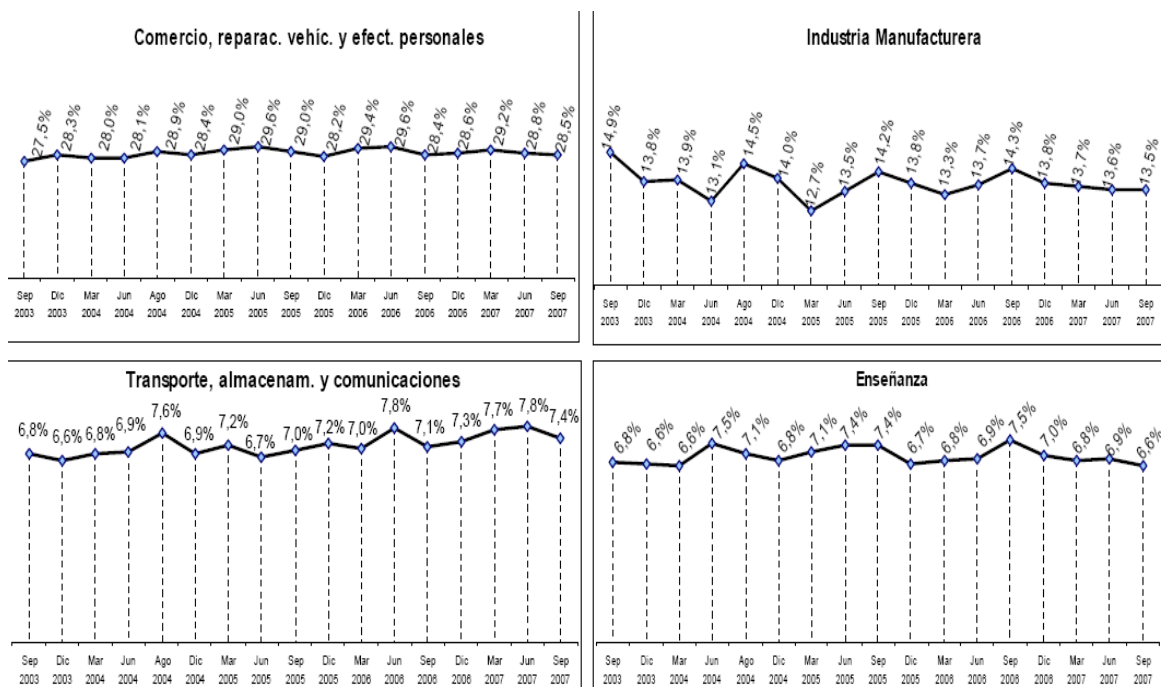 Comercio, reparac. vehíc. y efect. personales
27,5% 28,3% 28,0% 28,1% 28,9% 28,4% 29,0% 29,6% 29,0% 28,2% 29,4% 29,6% 28,4% 28,6% 29,2% 28,8% 28,5%
Sep Dic Mar Jun Ago Dic Mar Jun Sep Dic Mar Jun Sep Dic Mar Jun Sep
2003 2003 2004 2004 2004 2004 2005 2005 2005 2005 2006 2006 2006 2006 2007 2007 2007
Industria Manufacturera
14,9% 13,8% 13,9% 13,1% 14,5% 14,0% 12,7% 13,5% 14,2% 13,8% 13,3% 13,7% 14,3% 13,8% 13,7% 13,6% 13,5%
Sep Dic Mar Jun Ago Dic Mar Jun Sep Dic Mar Jun Sep Dic Mar Jun Sep
2003 2003 2004 2004 2004 2004 2005 2005 2005 2005 2006 2006 2006 2006 2007 2007 2007
Transporte, almacenam. y comunicaciones
6,8% 6,6% 6,8% 6,9% 7,6% 6,9% 7,2% 6,7% 7,0% 7,2% 7,0% 7,8% 7,1% 7,3% 7,7% 7,8% 7,4%
Sep Dic Mar Jun Ago Dic Mar Jun Sep Dic Mar Jun Sep Dic Mar Jun Sep
2003 2003 2004 2004 2004 2004 2005 2005 2005 2005 2006 2006 2006 2006 2007 2007 2007
Enseñanza
6,8% 6,6% 6,6% 7,5% 7,1% 6,8% 7,1% 7,4% 7,4% 6,7% 6,8% 6,9% 7,5% 7,0% 6,8% 6,9% 6,6%
Sep Dic Mar Jun Ago Dic Mar Jun Sep Dic Mar Jun Sep Dic Mar Jun Sep
2003 2003 2004 2004 2004 2004 2005 2005 2005 2005 2006 2006 2006 2006 2007 2007 2007